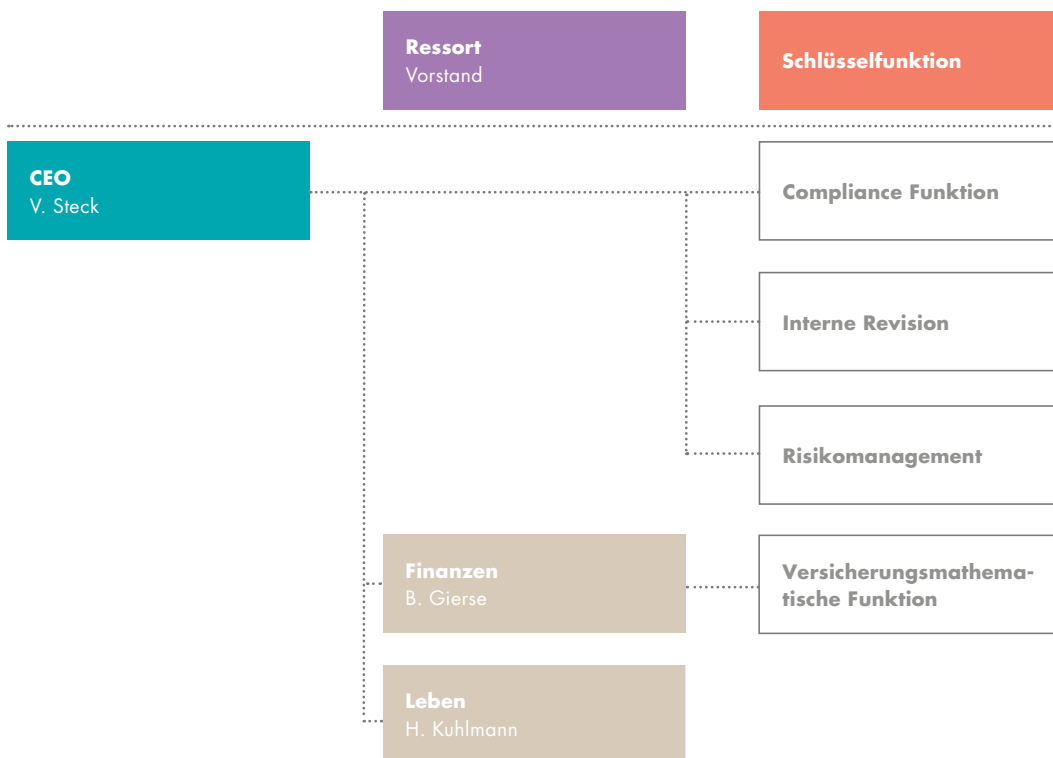 Ressort
Vorstand
Schlüsselfunktion
CEO
V. Steck
Compliance Funktion
Interne Revision
Risikomanagement
Finanzen
B. Gierse
Versicherungsmathema-
tische Funktion
Leben
H. Kuhlmann